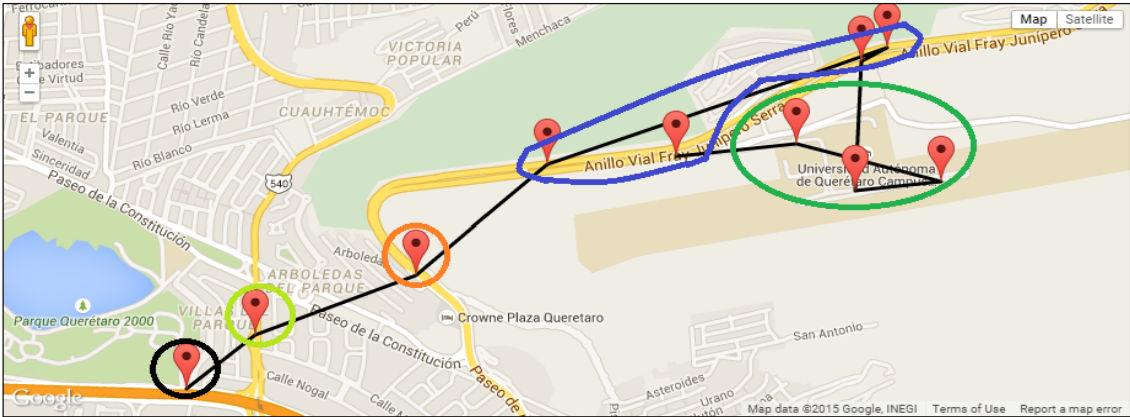 Map
Satellite
Ferrocarril
Calle Río Yaq
Río Candela
Perú
Flores
Menchaca
Anillo Vial Fray Junípero Serra
VICTORIA
POPULAR
de Virtud
Río Verde
CUAUHTÉMOC
EL PARQUE
Río Lerma
Valentia
Río Blanco
Sinceridad
Anillo Vial Fray Junípero Serra
Paseo de la Constitución
540
Universidad Autónoma
de Querétaro Campus
Arboledas
ARBOLEDAS
DEL PARQUE
VILLAS DEL
PARQUE
Parque Querétaro 2000
Paseo de la Constitución
Crowne Plaza Queretaro
San Antonio
Calle Nogal
Calle
Paseo de
Asteroides
Urano
Google
Map data ©2015 Google, INEGI
Terms of Use
Report a map error